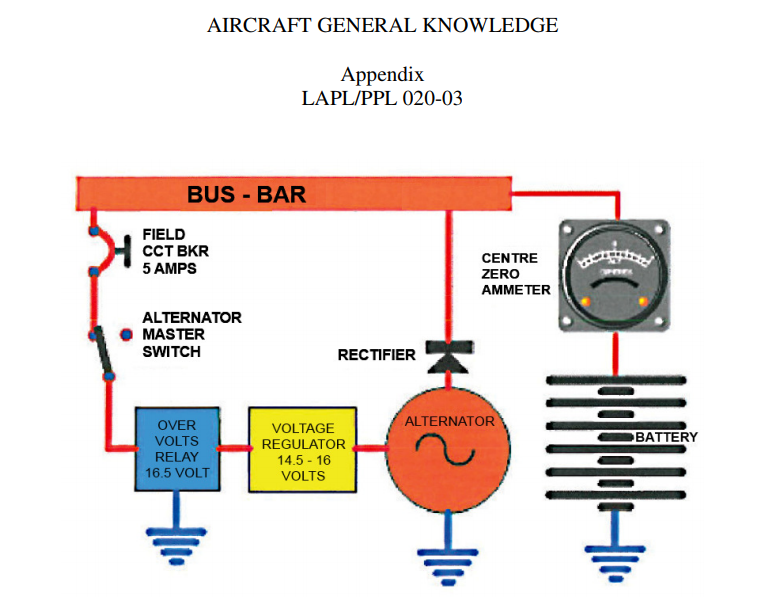 AIRCRAFT GENERAL KNOWLEDGE
Appendix
LAPL/PPL 020-03
BUS - BAR
FIELD
CCT BKR
5 AMPS
CENTRE
ZERO
AMMETER
ALTERNATOR
MASTER
SWITCH
RECTIFIER
OVER
VOLTS
RELAY
16.5 VOLT
VOLTAGE
REGULATOR
14.5 - 16
VOLTS
ALTERNATOR
BATTERY